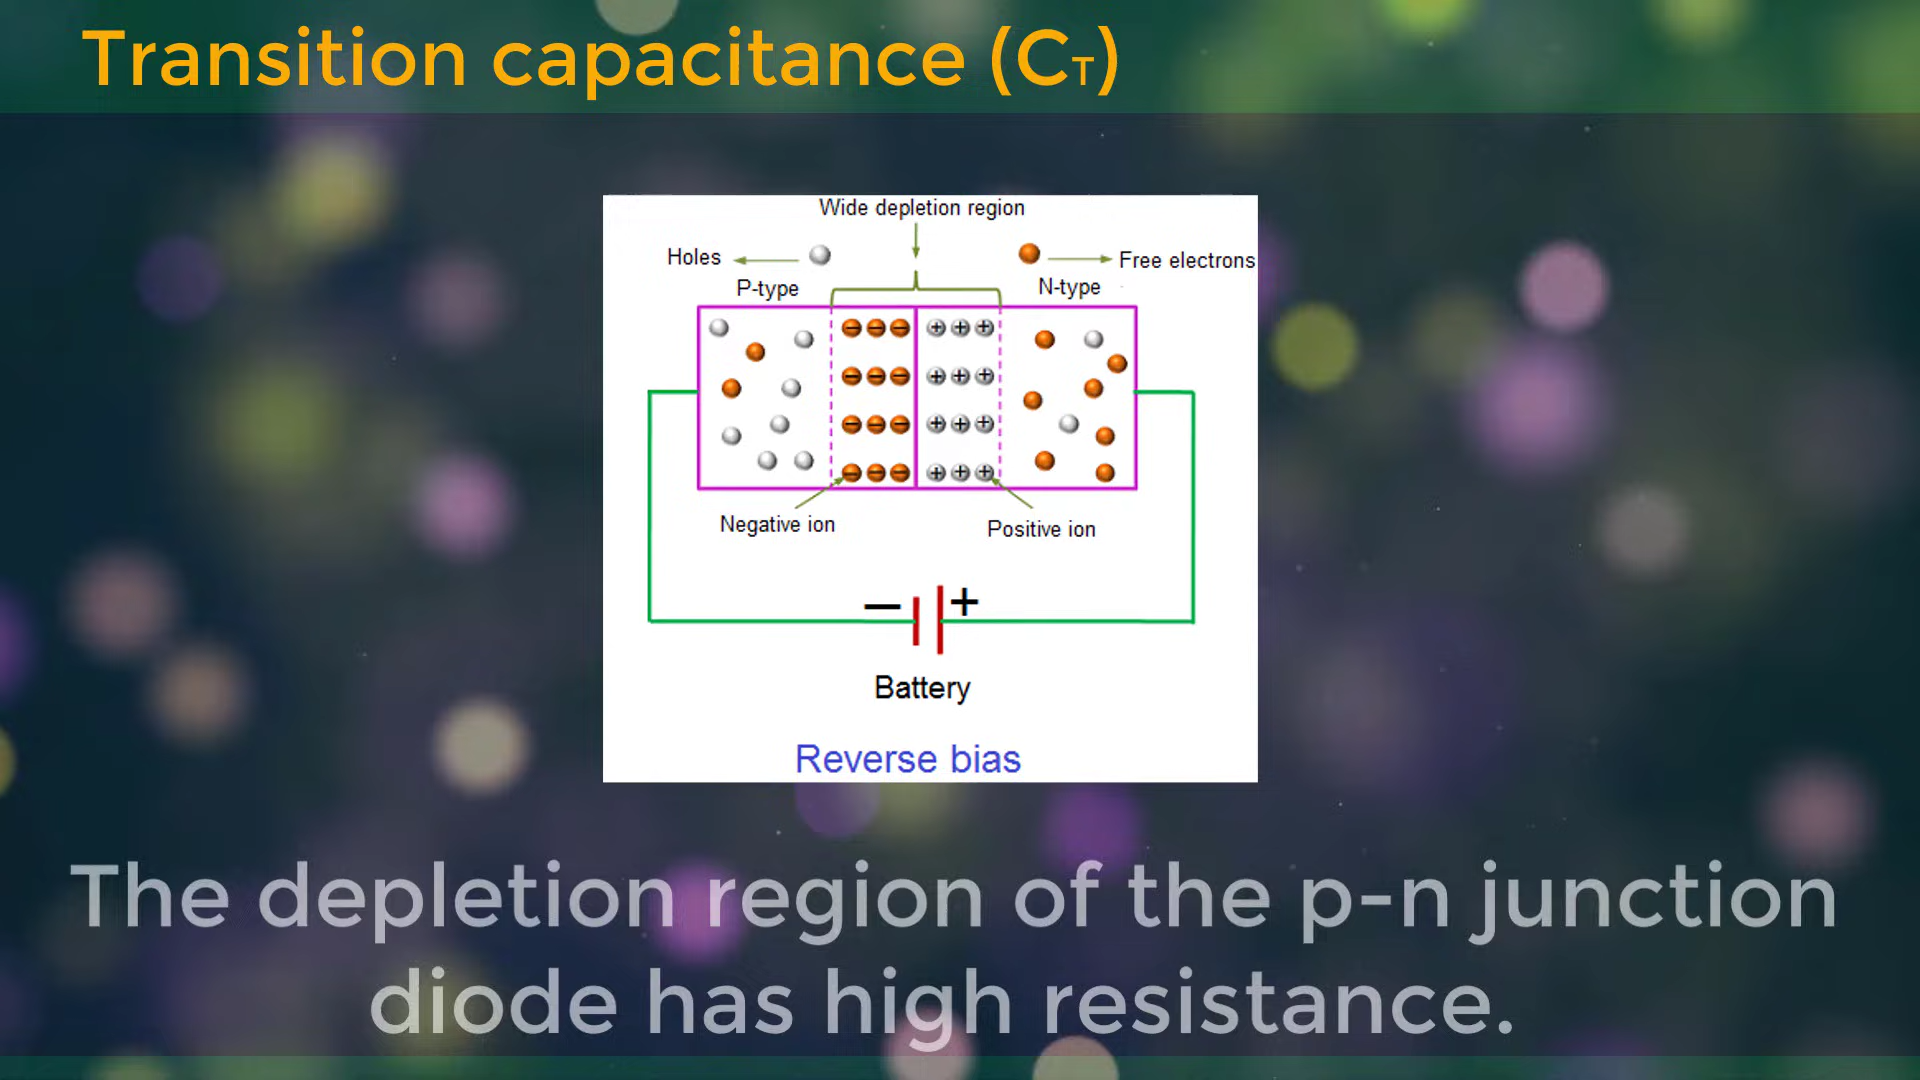 Transition capacitance (CT)
Wide depletion region
Holes
Free electrons
P-type
N-type
Negative ion
Positive ion
– +
Battery
Reverse bias
The depletion region of the p-n junction
diode has high resistance.